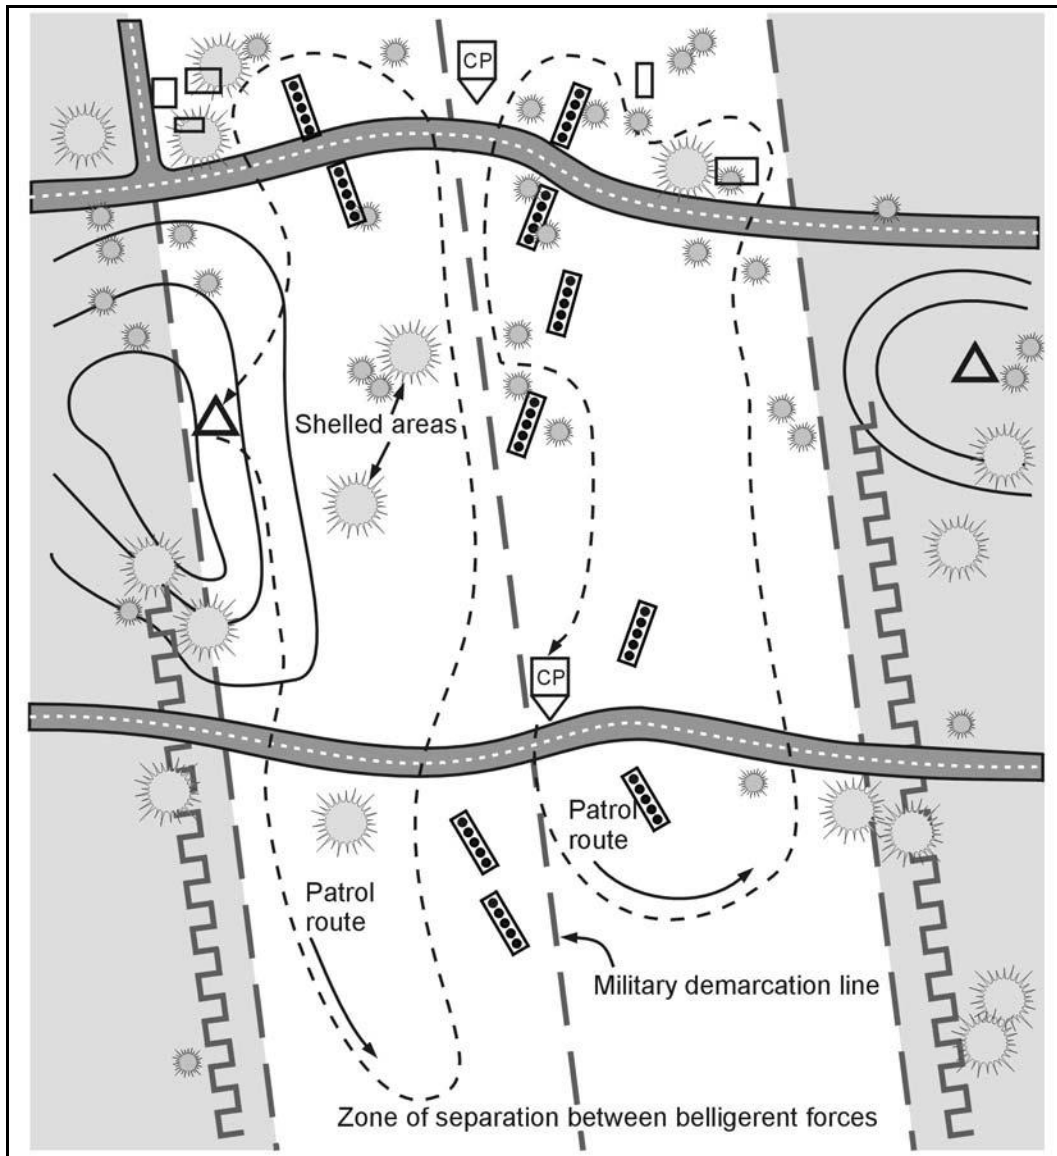 CP
Shelled areas
CP
Patrol
route
Patrol
route
Military demarcation line
Zone of separation between belligerent forces